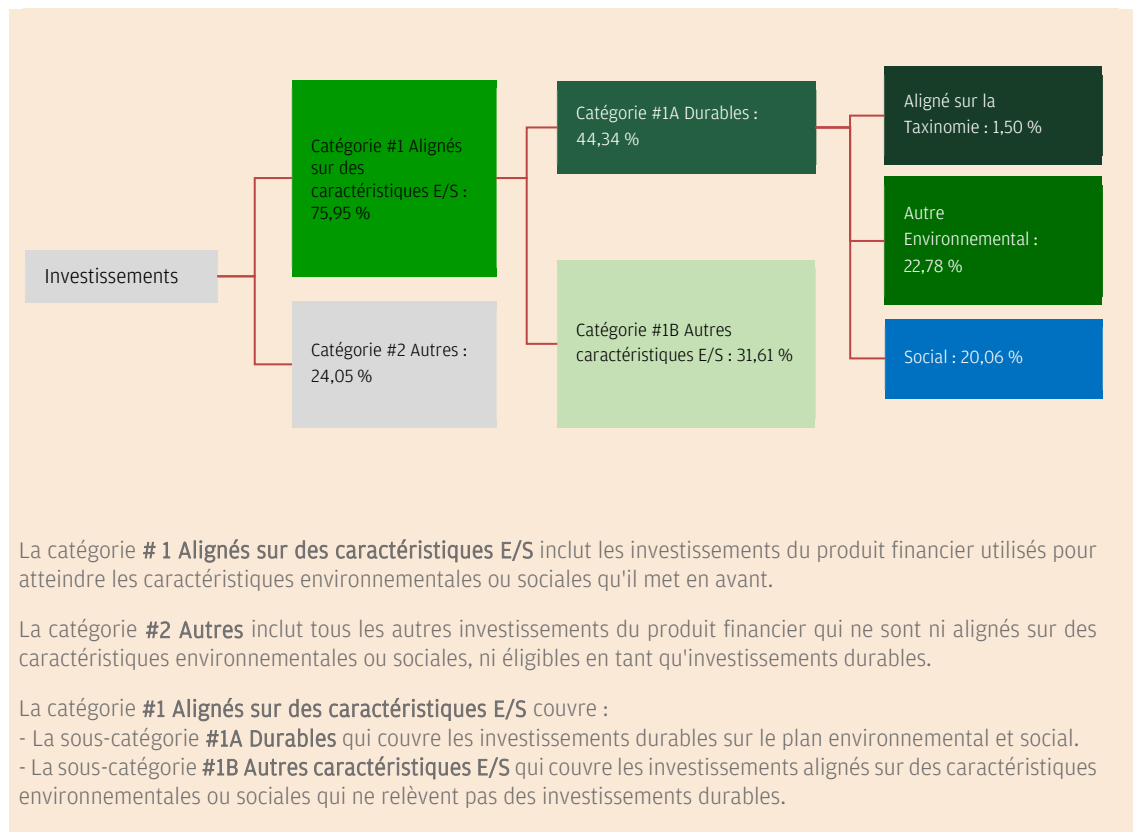 Investissements
Catégorie #1 Alignés
sur des
caractéristiques E/S :
75,95 %
Catégorie #2 Autres :
24,05 %
Catégorie #1A Durables :
44,34 %
Catégorie #1B Autres
caractéristiques E/S : 31,61 %
Aligné sur la
Taxinomie : 1,50 %
Autre
Environnemental :
22,78 %
Social : 20,06 %
La catégorie # 1 Alignés sur des caractéristiques E/S inclut les investissements du produit financier utilisés pour
atteindre les caractéristiques environnementales ou sociales qu'il met en avant.
La catégorie #2 Autres inclut tous les autres investissements du produit financier qui ne sont ni alignés sur des
caractéristiques environnementales ou sociales, ni éligibles en tant qu'investissements durables.
La catégorie #1 Alignés sur des caractéristiques E/S couvre :
- La sous-catégorie #1A Durables qui couvre les investissements durables sur le plan environnemental et social.
- La sous-catégorie #1B Autres caractéristiques E/S qui couvre les investissements alignés sur des caractéristiques
environnementales ou sociales qui ne relèvent pas des investissements durables.